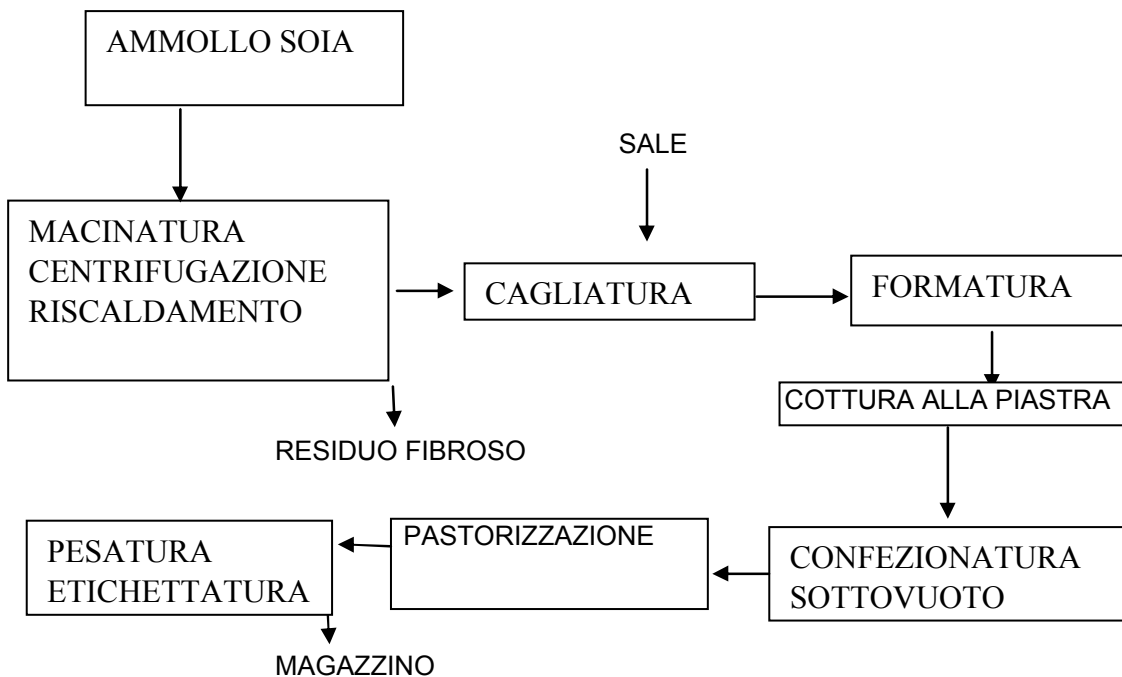 AMMOLLO SOIA
SALE
MACINATURA
CENTRIFUGAZIONE
RISCALDAMENTO
CAGLIATURA
FORMATURA
COTTURA ALLA PIASTRA
RESIDUO FIBROSO
CONFEZIONATURA
SOTTOVUOTO
PASTORIZZAZIONE
PESATURA
ETICHETTATURA
MAGAZZINO